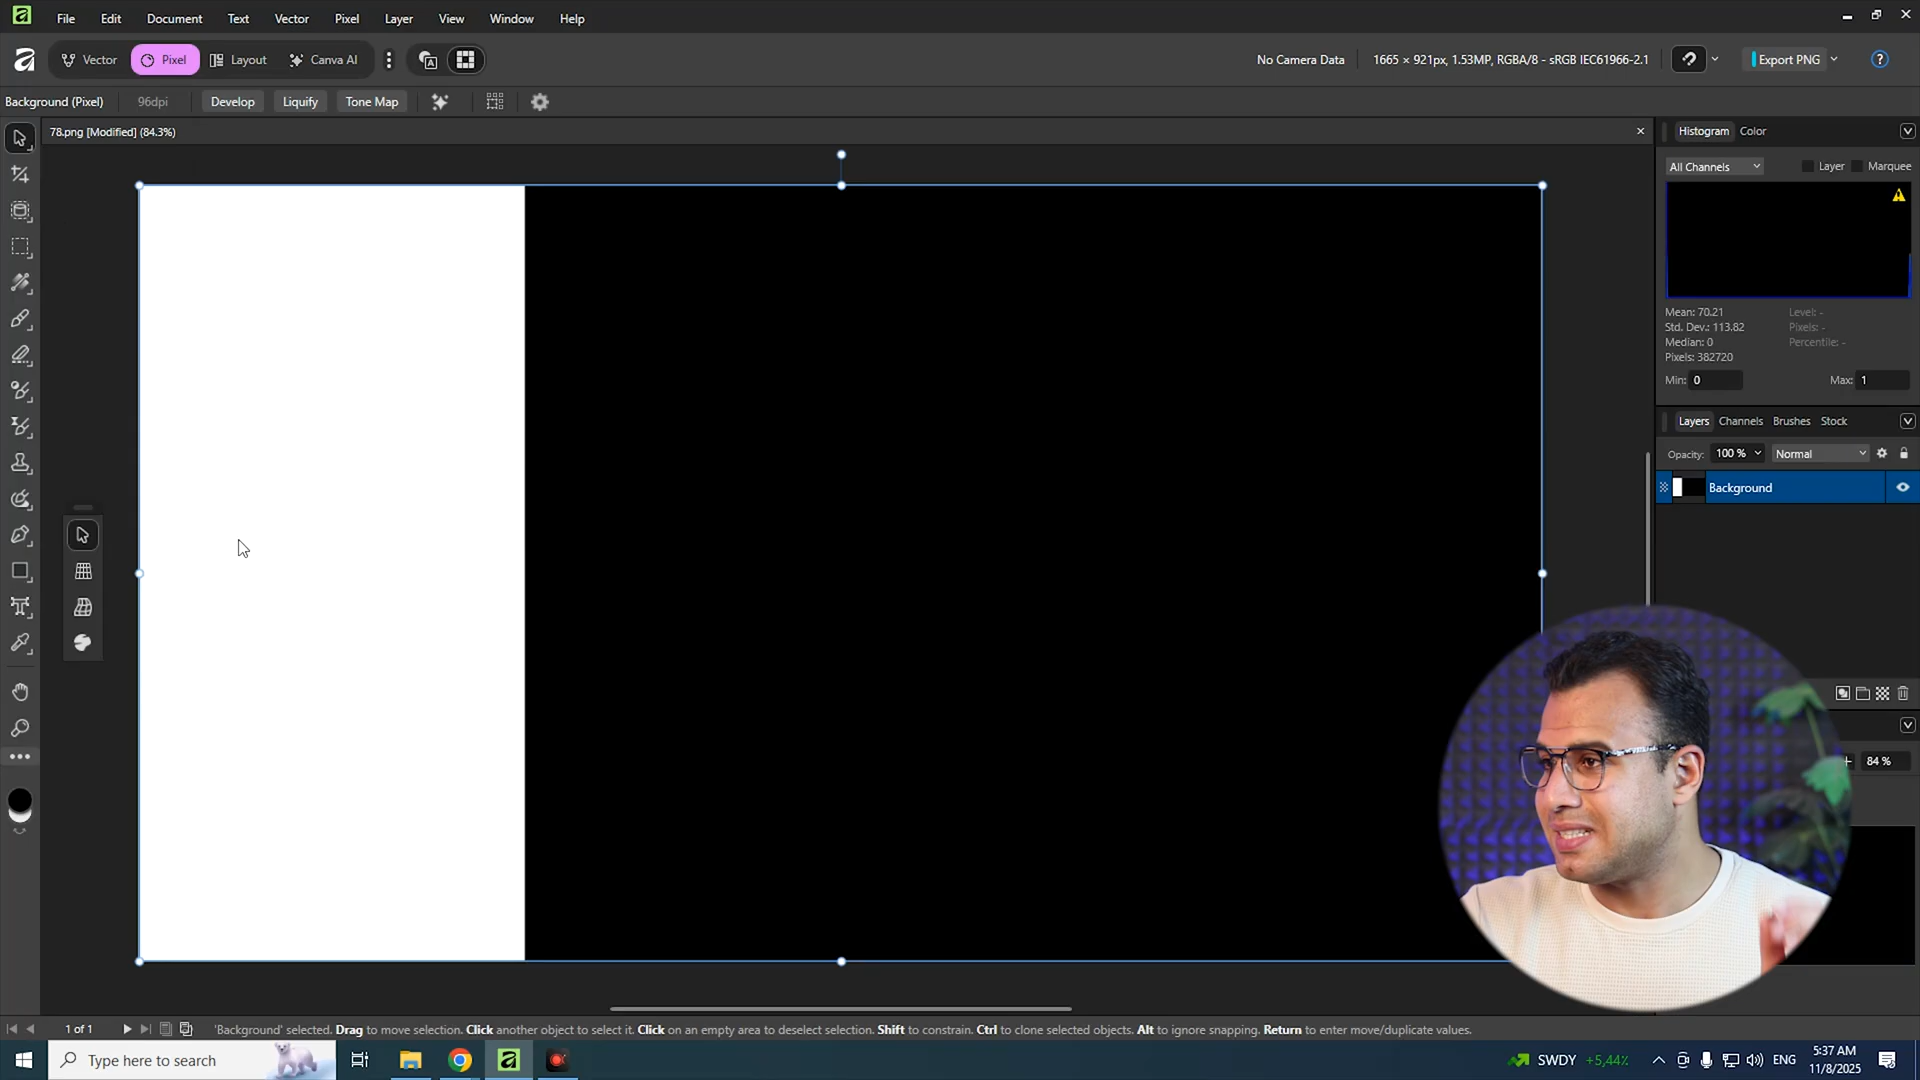 File Edit Document Text Vector Pixel Layer View Window Help
Vector Pixel Layout Canva AI No Camera Data 1665 × 921px, 1.53MP, RGBA/8 - sRGB IEC61966-2.1 Export PNG
Background (Pixel) 96dpi Develop Liquify Tone Map
78.png [Modified] (84.3%)
Histogram Color
All Channels Layer Marquee
Mean: 70.21 Level: -
Std. Dev.: 113.82 Pixels: -
Median: 0 Percentile: -
Pixels: 382720
Min: 0 Max: 1
Layers Channels Brushes Stock
Opacity: 100 % Normal
Background
84 %
1 of 1 'Background' selected. Drag to move selection. Click another object to select it. Click on an empty area to deselect selection. Shift to constrain. Ctrl to clone selected objects. Alt to ignore snapping. Return to enter move/duplicate values.
Type here to search SWDY +5,44% ENG 5:37 AM
11/8/2025